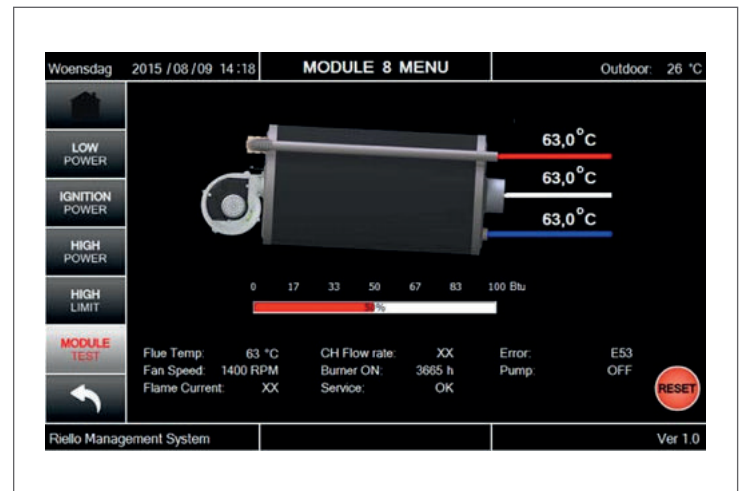 Woensdag 2015 / 08 / 09 14:18 MODULE 8 MENU Outdoor: 26 °C
LOW
POWER
IGNITION
POWER
HIGH
POWER
HIGH
LIMIT
MODULE
TEST
63,0°C
63,0°C
63,0°C
0 17 33 50 67 83 100 Btu
50%
Flue Temp: 63 °C CH Flow rate: XX Error: E53
Fan Speed: 1400 RPM Burner ON: 3665 h Pump: OFF
Flame Current: XX Service: OK
RESET
Riello Management System Ver 1.0